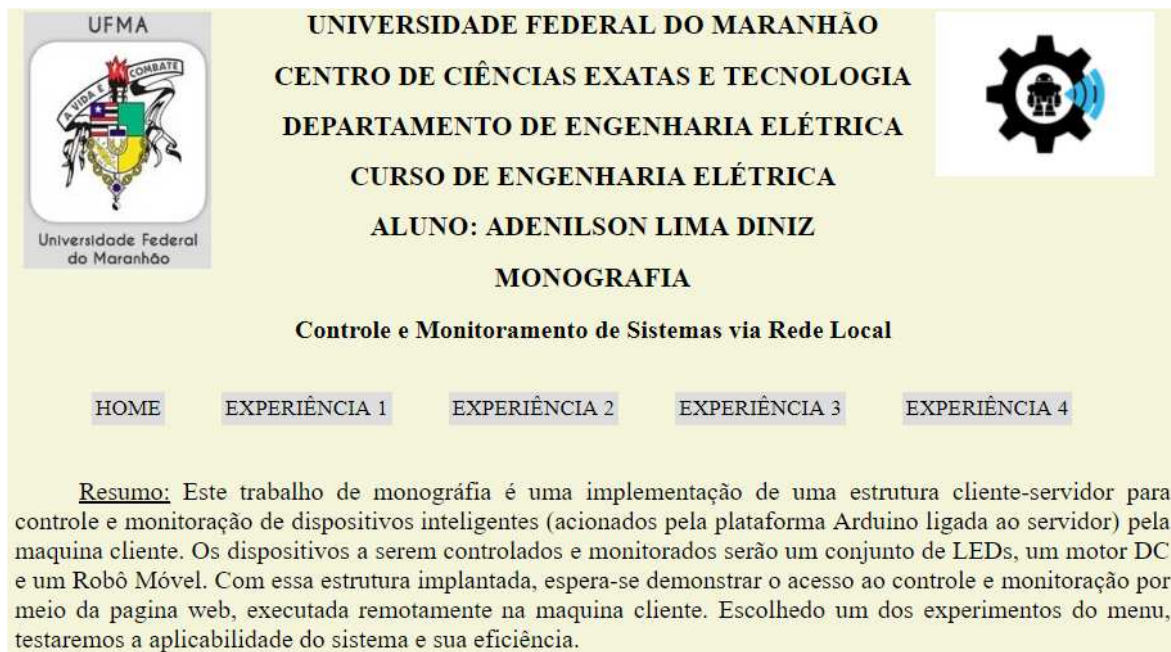 UFMA
A VIDA E COMBATE
Universidade Federal
do Maranhão
UNIVERSIDADE FEDERAL DO MARANHÃO
CENTRO DE CIÊNCIAS EXATAS E TECNOLOGIA
DEPARTAMENTO DE ENGENHARIA ELÉTRICA
CURSO DE ENGENHARIA ELÉTRICA
ALUNO: ADENILSON LIMA DINIZ
MONOGRAFIA
Controle e Monitoramento de Sistemas via Rede Local
HOME EXPERIÊNCIA 1 EXPERIÊNCIA 2 EXPERIÊNCIA 3 EXPERIÊNCIA 4
Resumo: Este trabalho de monográfia é uma implementação de uma estrutura cliente-servidor para
controle e monitoração de dispositivos inteligentes (acionados pela plataforma Arduino ligada ao servidor) pela
maquina cliente. Os dispositivos a serem controlados e monitorados serão um conjunto de LEDs, um motor DC
e um Robô Móvel. Com essa estrutura implantada, espera-se demonstrar o acesso ao controle e monitoração por
meio da pagina web, executada remotamente na maquina cliente. Escolhedo um dos experimentos do menu,
testaremos a aplicabilidade do sistema e sua eficiência.